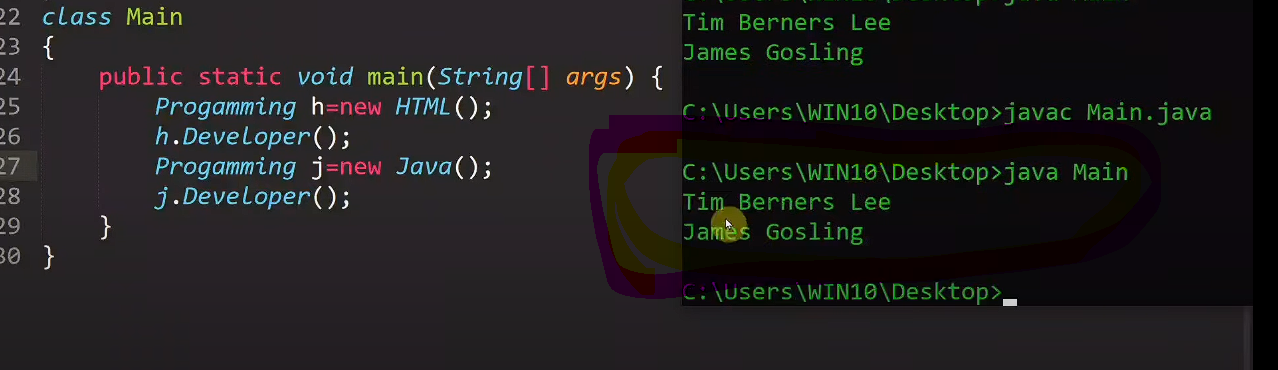 22 class Main
23 {
24 public static void main(String[] args) {
25 Progamming h=new HTML();
26 h.Developer();
27 Progamming j=new Java();
28 j.Developer();
29 }
30 }
Tim Berners Lee
James Gosling
C:\Users\WIN10\Desktop>javac Main.java
C:\Users\WIN10\Desktop>java Main
Tim Berners Lee
James Gosling
C:\Users\WIN10\Desktop>